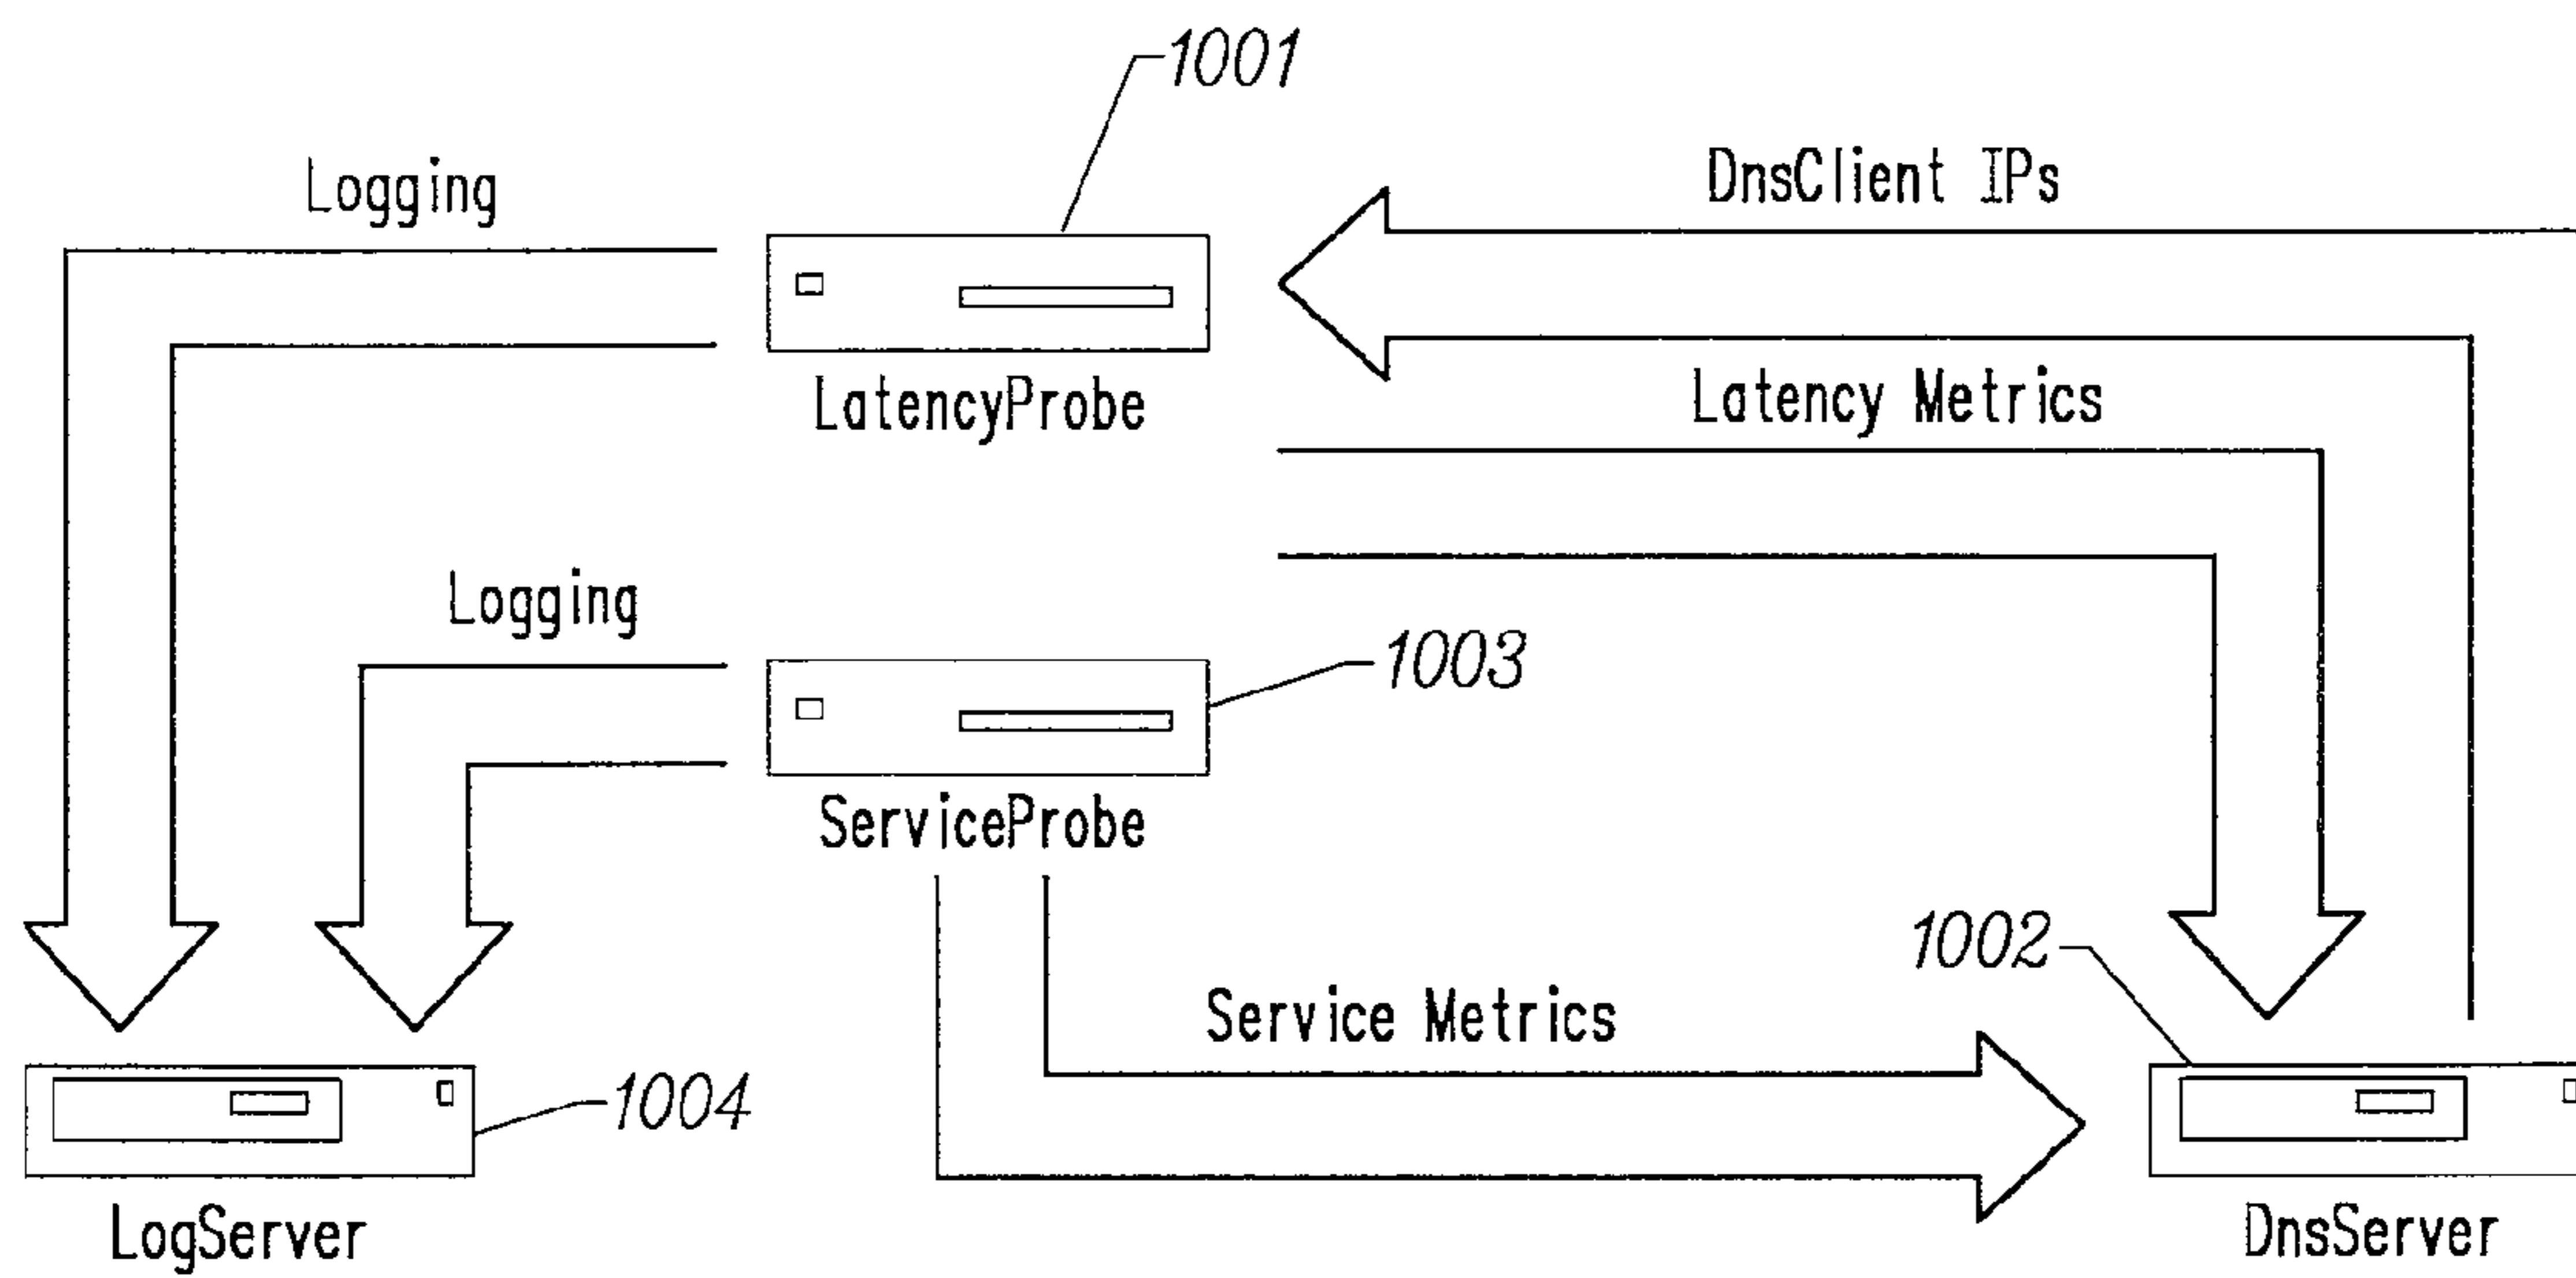 1001
Logging
DnsClient IPs
LatencyProbe
Latency Metrics
Logging
1003
ServiceProbe
1002
Service Metrics
1004
LogServer
DnsServer